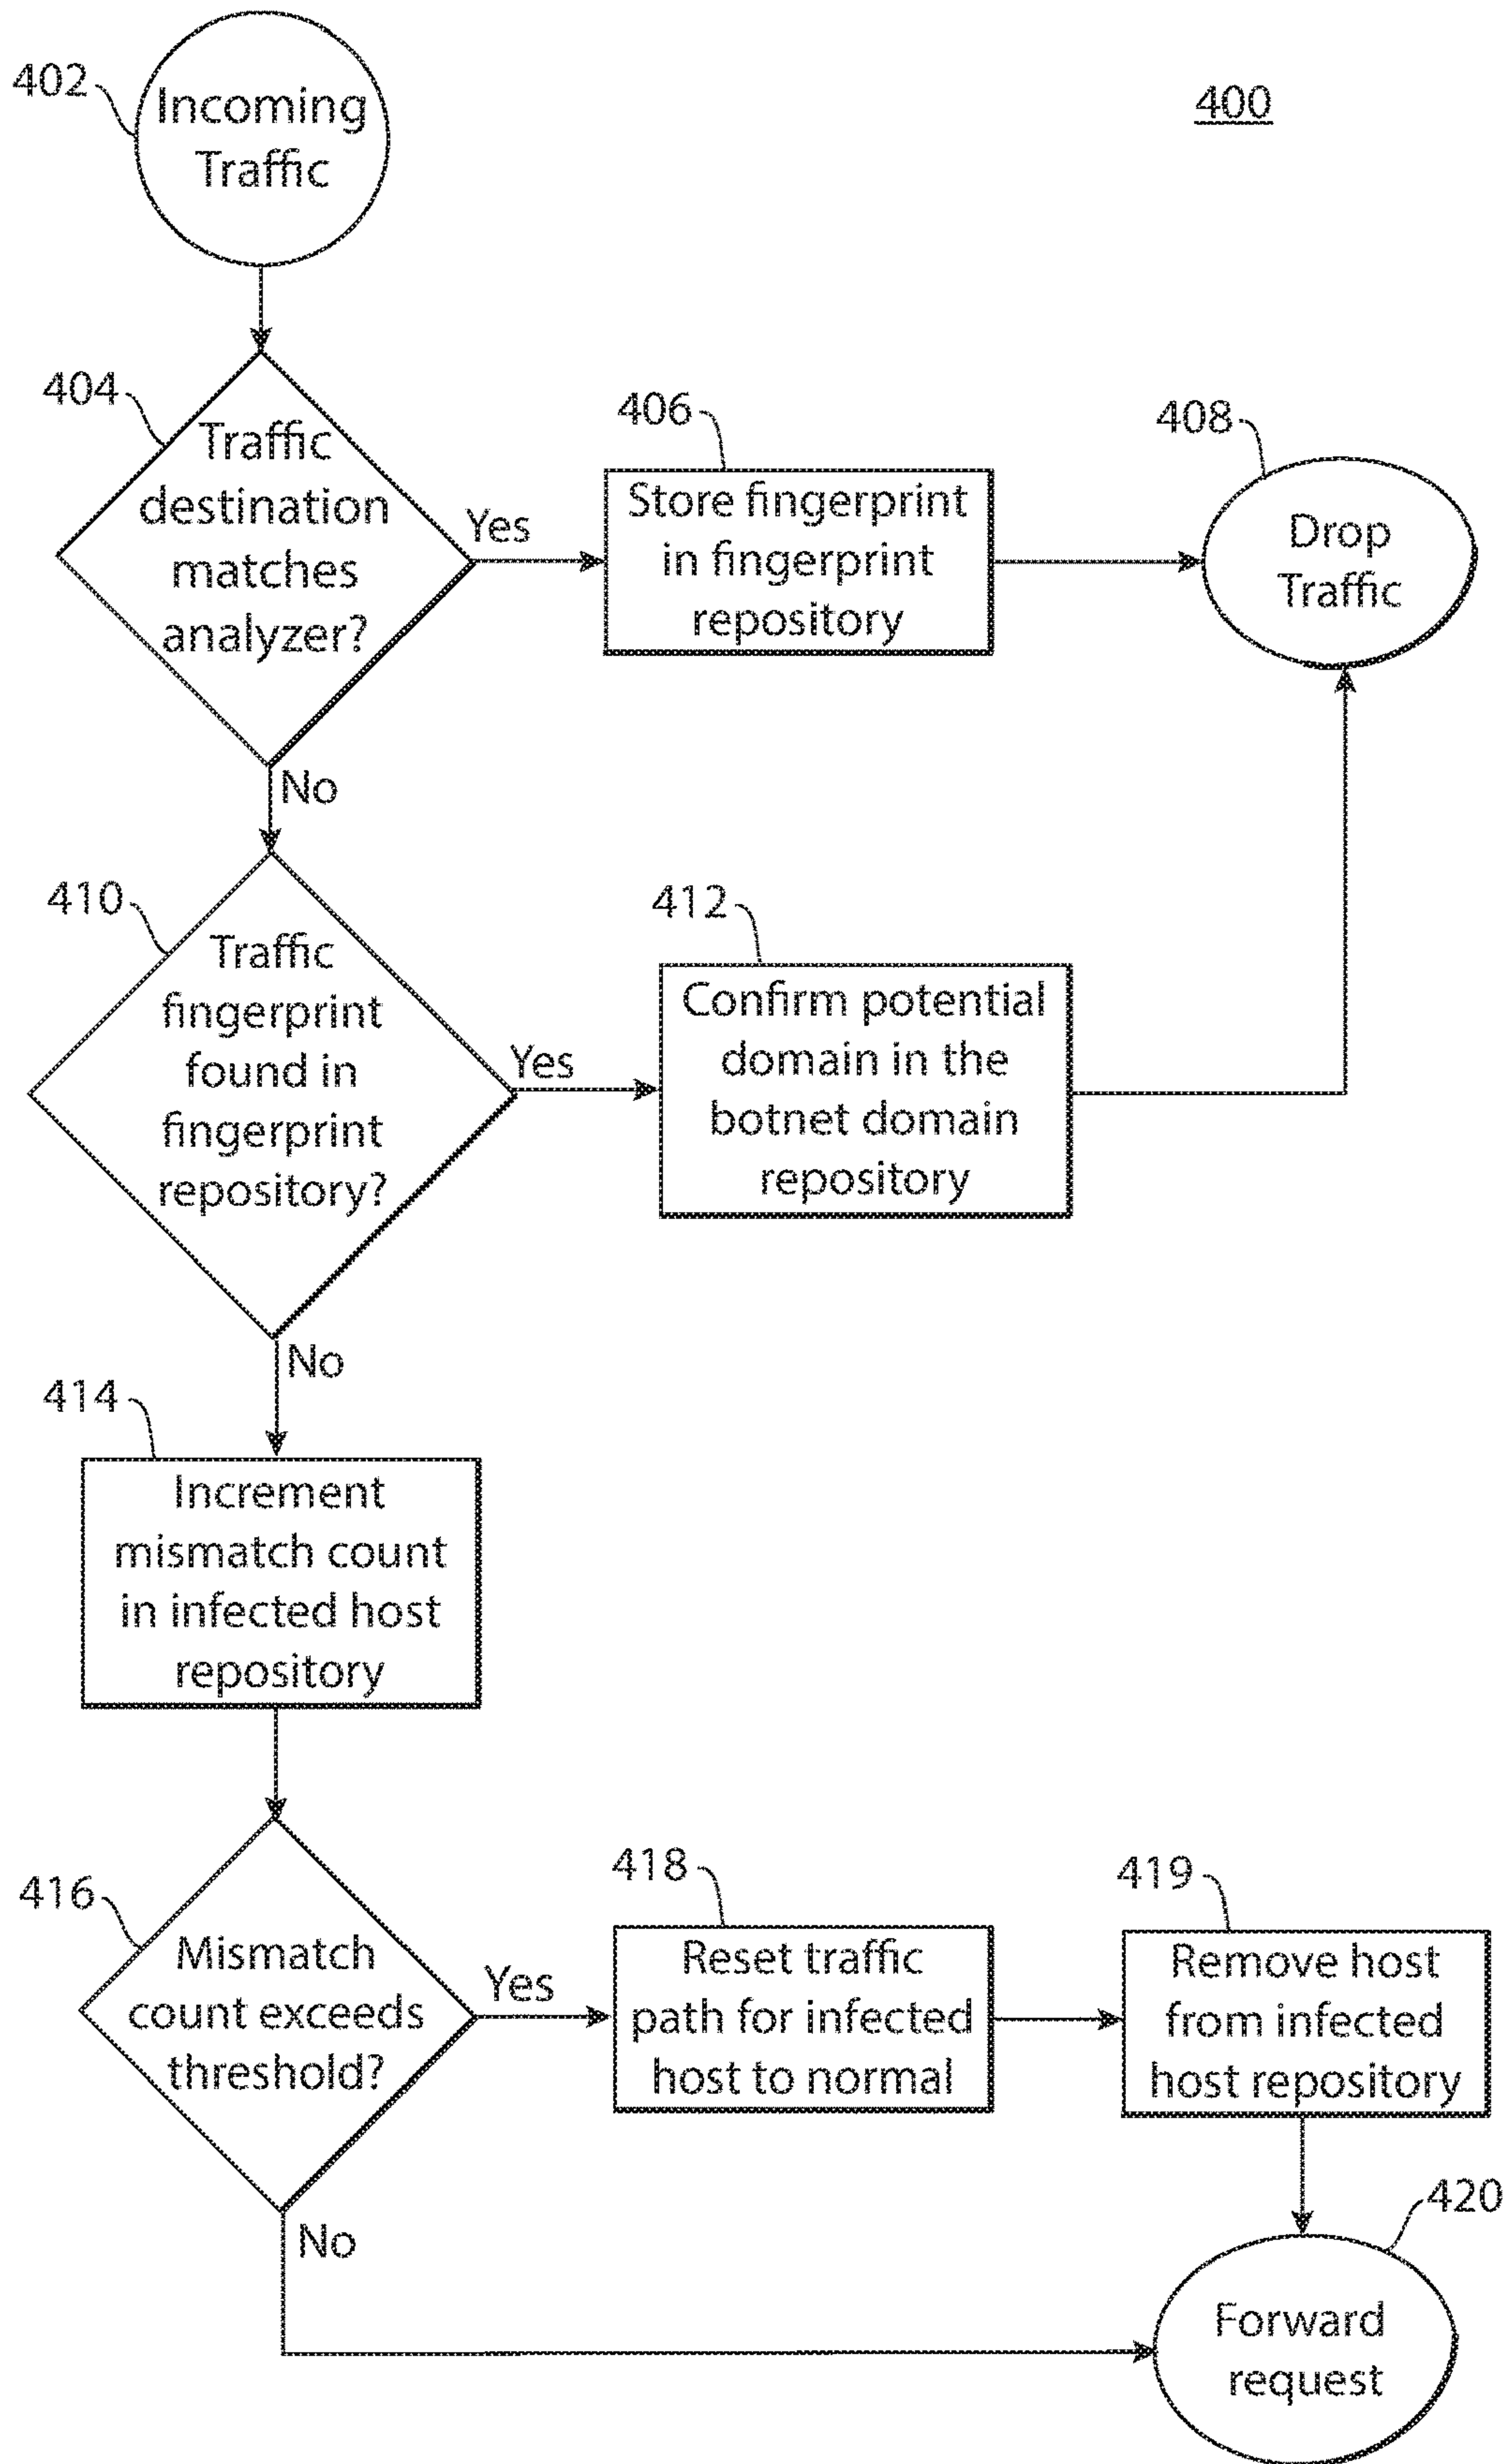 402
Incoming
Traffic
400
404
Traffic
destination
matches
analyzer?
Yes
406
Store fingerprint
in fingerprint
repository
408
Drop
Traffic
No
410
Traffic
fingerprint
found in
fingerprint
repository?
Yes
412
Confirm potential
domain in the
botnet domain
repository
No
414
Increment
mismatch count
in infected host
repository
416
Mismatch
count exceeds
threshold?
Yes
418
Reset traffic
path for infected
host to normal
419
Remove host
from infected
host repository
No
420
Forward
request